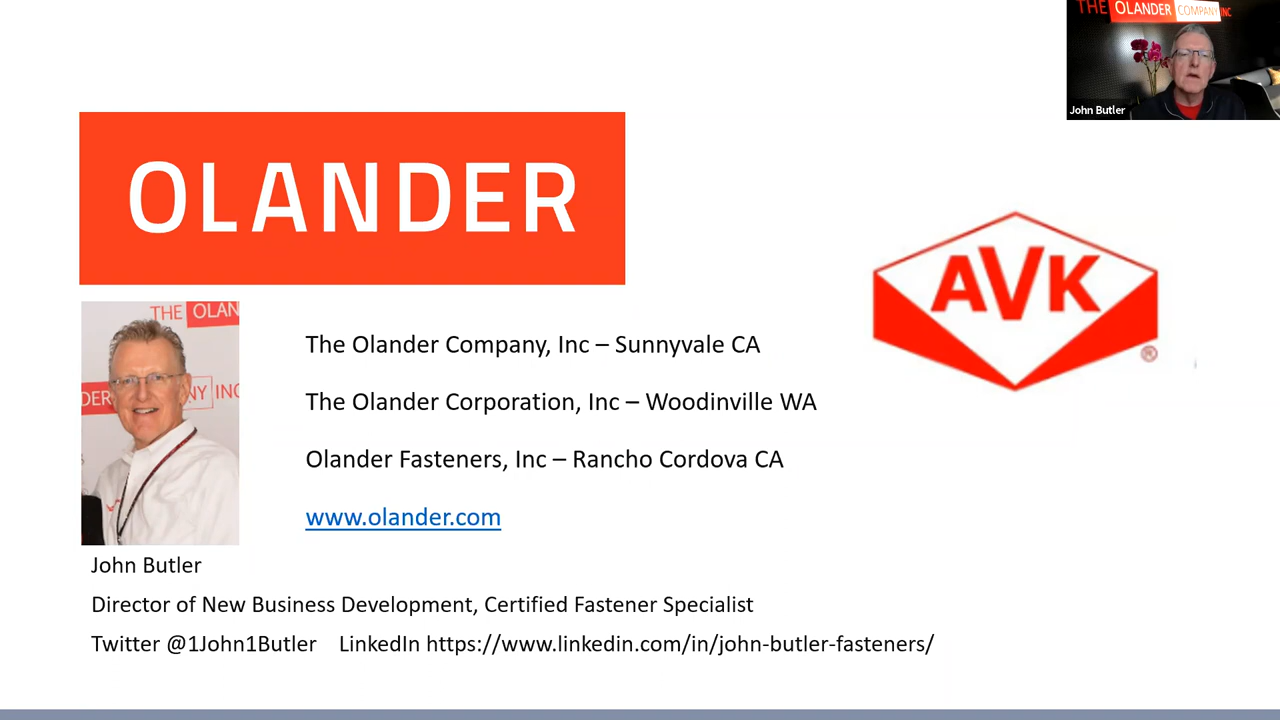 THE OLANDER COMPANY INC
John Butler
OLANDER
AVK
®
THE OLAN
DER
NY INC
The Olander Company, Inc – Sunnyvale CA
The Olander Corporation, Inc – Woodinville WA
Olander Fasteners, Inc – Rancho Cordova CA
www.olander.com
John Butler
Director of New Business Development, Certified Fastener Specialist
Twitter @1John1Butler LinkedIn https://www.linkedin.com/in/john-butler-fasteners/